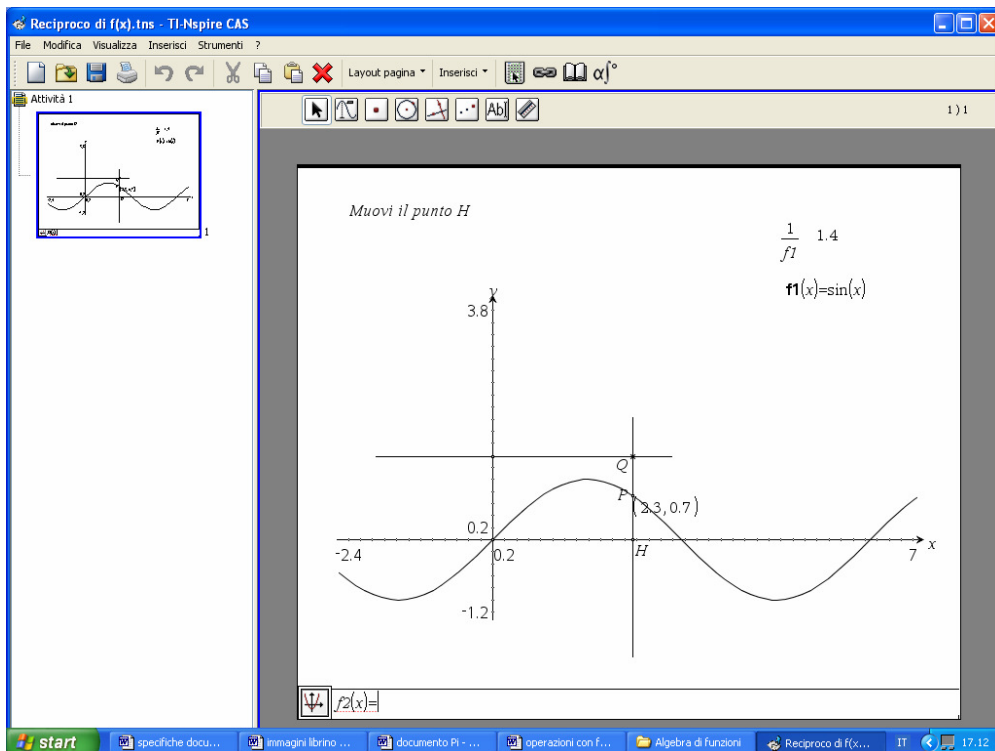 Reciproco di f(x).tns - TI-Nspire CAS
File Modifica Visualizza Inserisci Strumenti ?
Layout pagina Inserisci αf°
Attività 1
1
1)1
Muovi il punto H
1
f1
1.4
f1(x)=sin(x)
y
3.8
Q
P
(2.3,0.7)
0.2
-2.4
0.2
H
7
x
-1.2
f2(x)=
start
specifiche docu...
immagini librino ...
documento Pi - ...
operazioni con f...
Algebra di funzioni
Reciproco di f(x...
IT
17.12